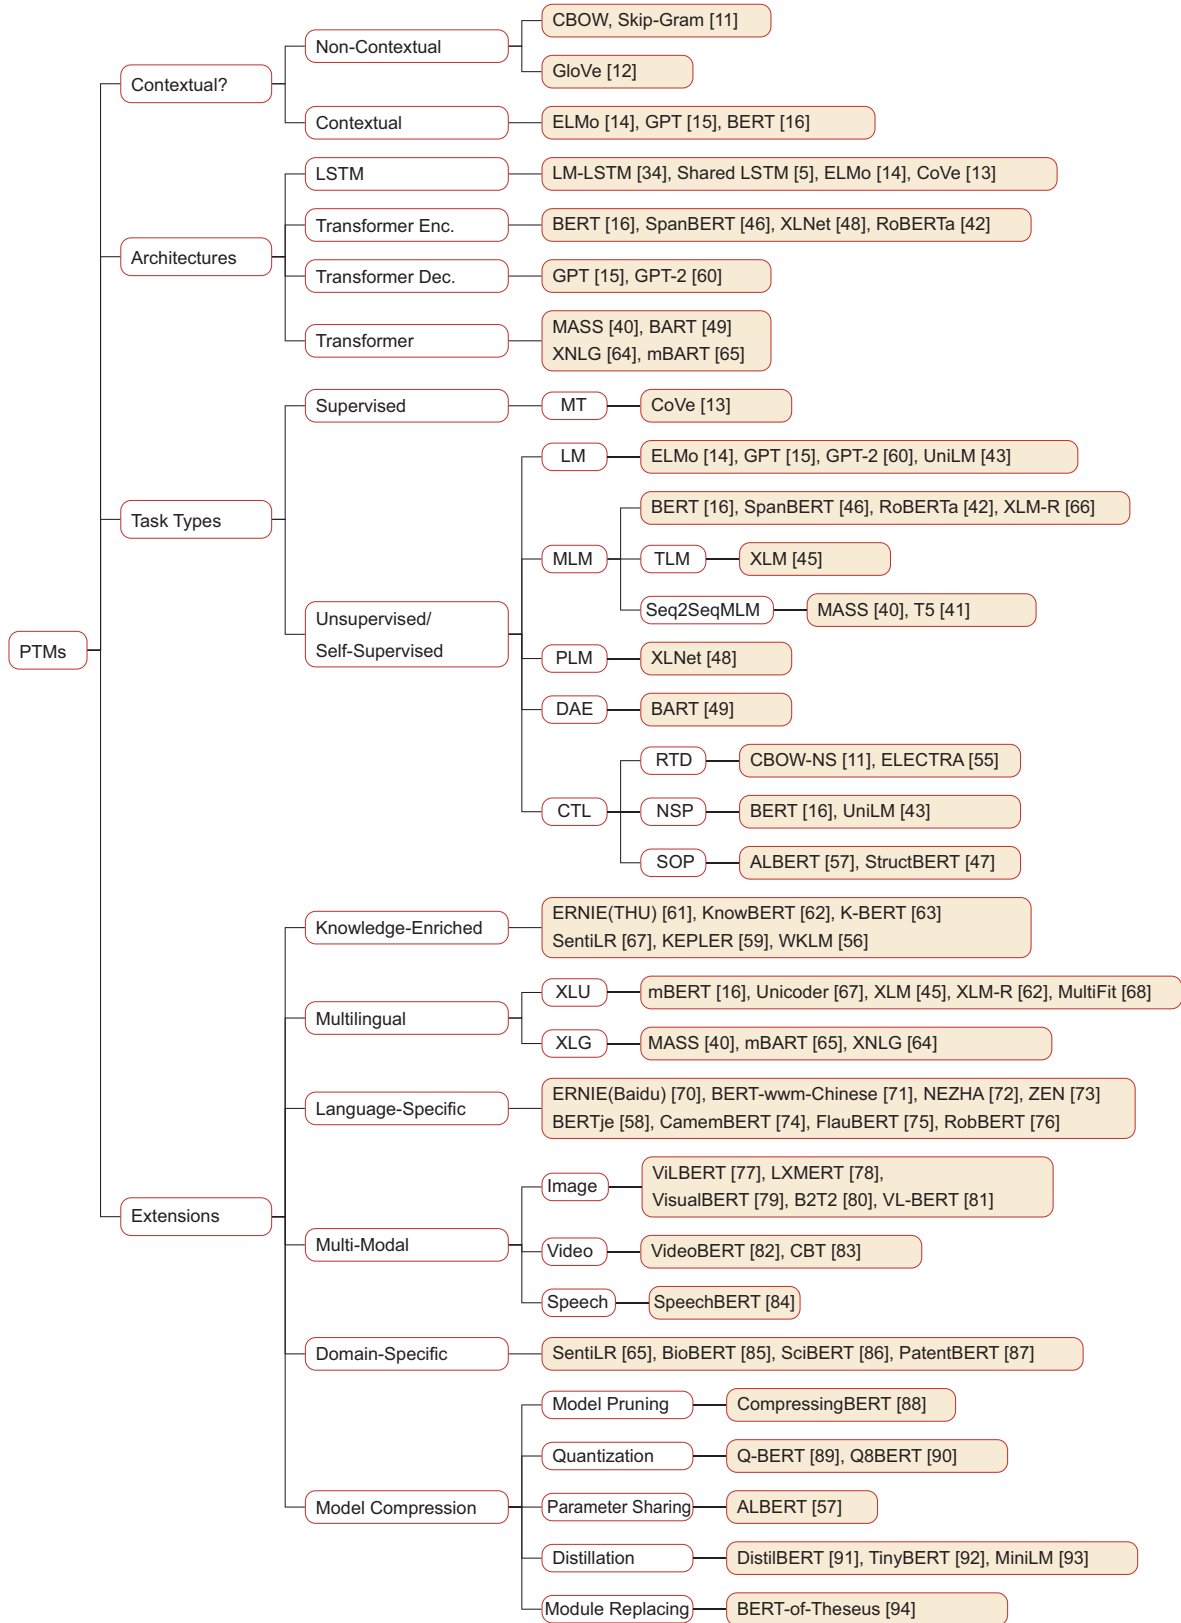 PTMs
Contextual?
Non-Contextual
CBOW, Skip-Gram [11]
GloVe [12]
Contextual
ELMo [14], GPT [15], BERT [16]
Architectures
LSTM
LM-LSTM [34], Shared LSTM [5], ELMo [14], CoVe [13]
Transformer Enc.
BERT [16], SpanBERT [46], XLNet [48], RoBERTa [42]
Transformer Dec.
GPT [15], GPT-2 [60]
Transformer
MASS [40], BART [49]
XNLG [64], mBART [65]
Task Types
Supervised
MT
CoVe [13]
Unsupervised/
Self-Supervised
LM
ELMo [14], GPT [15], GPT-2 [60], UniLM [43]
MLM
BERT [16], SpanBERT [46], RoBERTa [42], XLM-R [66]
TLM
XLM [45]
Seq2SeqMLM
MASS [40], T5 [41]
PLM
XLNet [48]
DAE
BART [49]
CTL
RTD
CBOW-NS [11], ELECTRA [55]
NSP
BERT [16], UniLM [43]
SOP
ALBERT [57], StructBERT [47]
Extensions
Knowledge-Enriched
ERNIE(THU) [61], KnowBERT [62], K-BERT [63]
SentiLR [67], KEPLER [59], WKLM [56]
Multilingual
XLU
mBERT [16], Unicoder [67], XLM [45], XLM-R [62], MultiFit [68]
XLG
MASS [40], mBART [65], XNLG [64]
Language-Specific
ERNIE(Baidu) [70], BERT-wwm-Chinese [71], NEZHA [72], ZEN [73]
BERTje [58], CamemBERT [74], FlauBERT [75], RobBERT [76]
Multi-Modal
Image
ViLBERT [77], LXMERT [78],
VisualBERT [79], B2T2 [80], VL-BERT [81]
Video
VideoBERT [82], CBT [83]
Speech
SpeechBERT [84]
Domain-Specific
SentiLR [65], BioBERT [85], SciBERT [86], PatentBERT [87]
Model Compression
Model Pruning
CompressingBERT [88]
Quantization
Q-BERT [89], Q8BERT [90]
Parameter Sharing
ALBERT [57]
Distillation
DistilBERT [91], TinyBERT [92], MiniLM [93]
Module Replacing
BERT-of-Theseus [94]